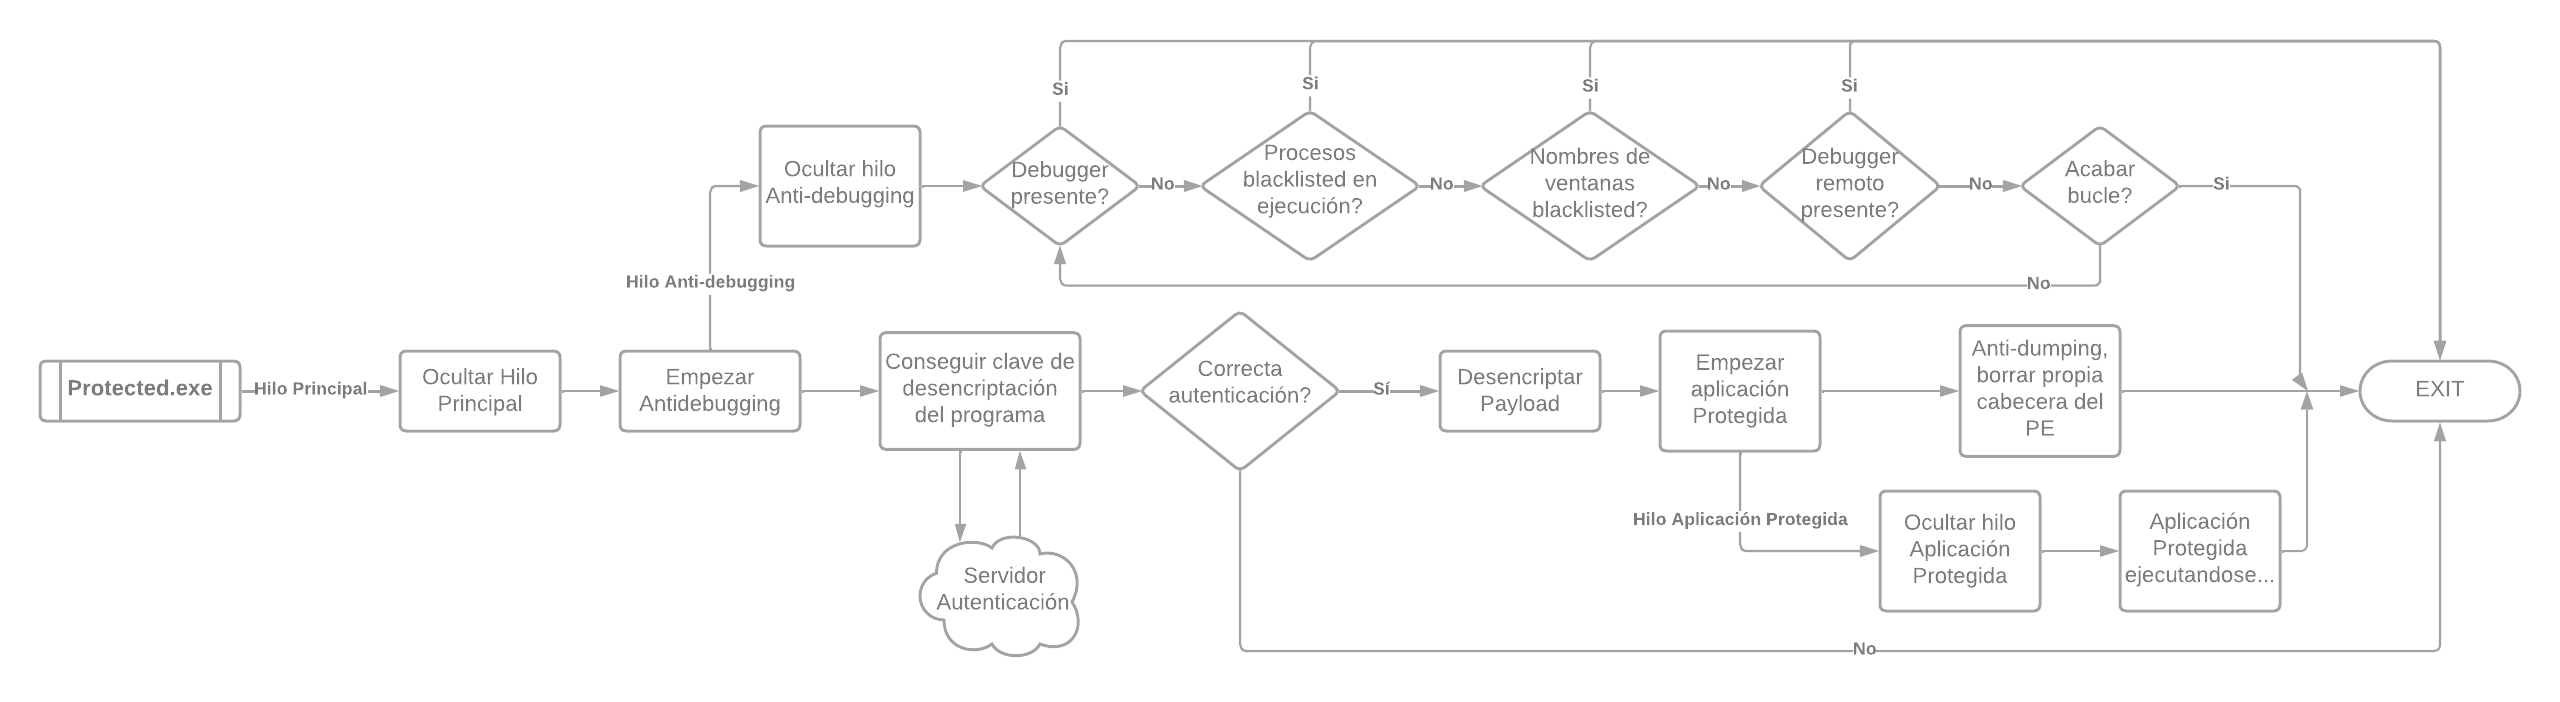 Si
Si
Si
Si
Ocultar hilo
Anti-debugging
Debugger
presente?
No
Procesos
blacklisted en
ejecución?
No
Nombres de
ventanas
blacklisted?
No
Debugger
remoto
presente?
No
Acabar
bucle?
Si
Hilo Anti-debugging
No
Protected.exe
Hilo Principal
Ocultar Hilo
Principal
Empezar
Antidebugging
Conseguir clave de
desencriptación
del programa
Correcta
autenticación?
Sí
Desencriptar
Payload
Empezar
aplicación
Protegida
Anti-dumping,
borrar propia
cabecera del
PE
EXIT
Hilo Aplicación Protegida
Ocultar hilo
Aplicación
Protegida
Aplicación
Protegida
ejecutandose...
Servidor
Autenticación
No